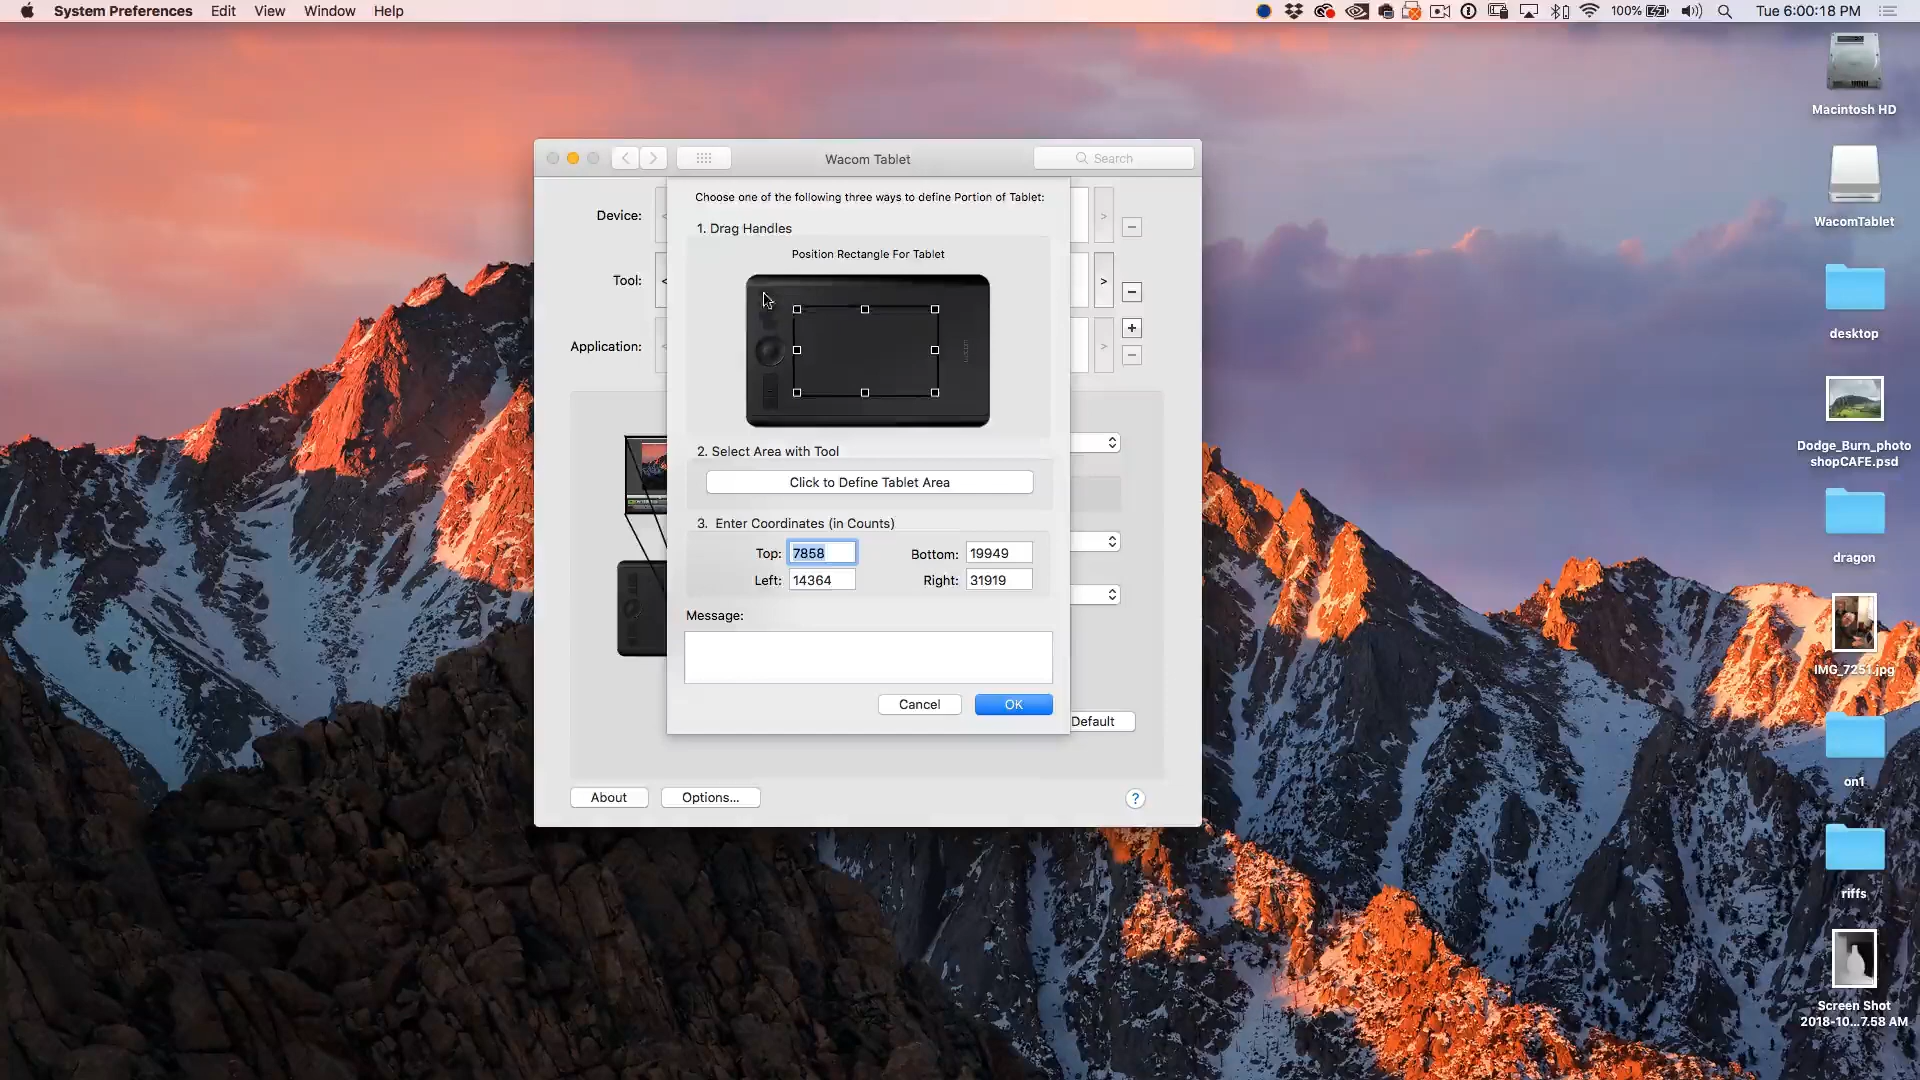 System Preferences Edit View Window Help
100% Tue 6:00:18 PM
Macintosh HD
WacomTablet
desktop
Dodge_Burn_photo
shopCAFE.psd
dragon
IMG_7251.jpg
on1
riffs
Screen Shot
2018-10...7.58 AM
Wacom Tablet
Search
Device:
Tool:
Application:
Choose one of the following three ways to define Portion of Tablet:
1. Drag Handles
Position Rectangle For Tablet
wacom
2. Select Area with Tool
Click to Define Tablet Area
3. Enter Coordinates (in Counts)
Top: 7858 Bottom: 19949
Left: 14364 Right: 31919
Message:
Cancel OK
Default
About Options... ?